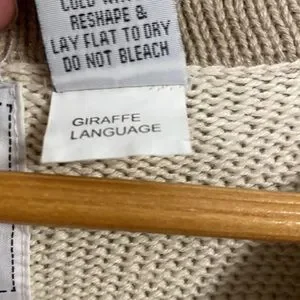 RESHAPE &
LAY FLAT TO DRY
DO NOT BLEACH
GIRAFFE
LANGUAGE